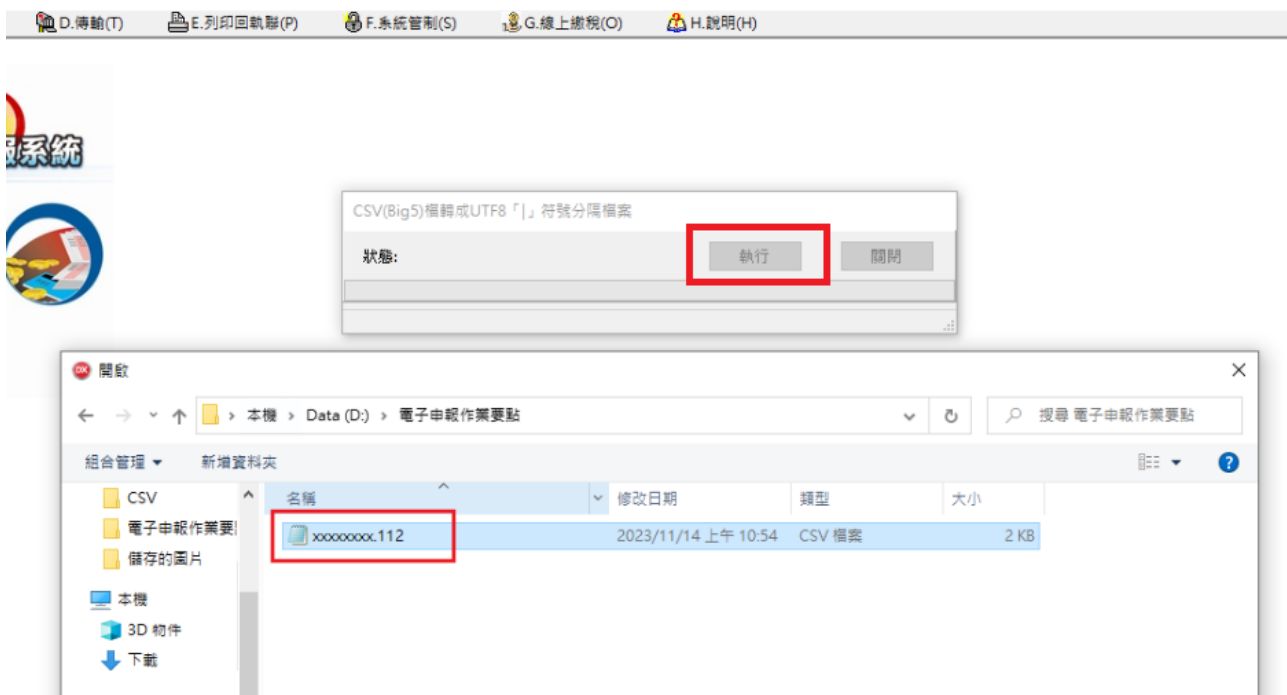 D.傳輸(T) E.列印回執聯(P) F.系統管制(S) G.線上繳稅(O) H.說明(H)
系統
CSV(Big5)檔轉成UTF8「|」符號分隔檔案
狀態: 執行 關閉
開啟
本機 › Data (D:) › 電子申報作業要點 搜尋 電子申報作業要點
組合管理 新增資料夾
CSV 名稱 修改日期 類型 大小
電子申報作業要 xxxxxxxx.112 2023/11/14 上午 10:54 CSV 檔案 2 KB
儲存的圖片
本機
3D 物件
下載